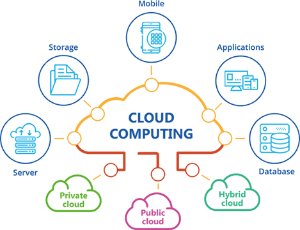 Mobile
Storage
Applications
CLOUD
COMPUTING
Server
Database
Private
cloud
Public
cloud
Hybrid
cloud